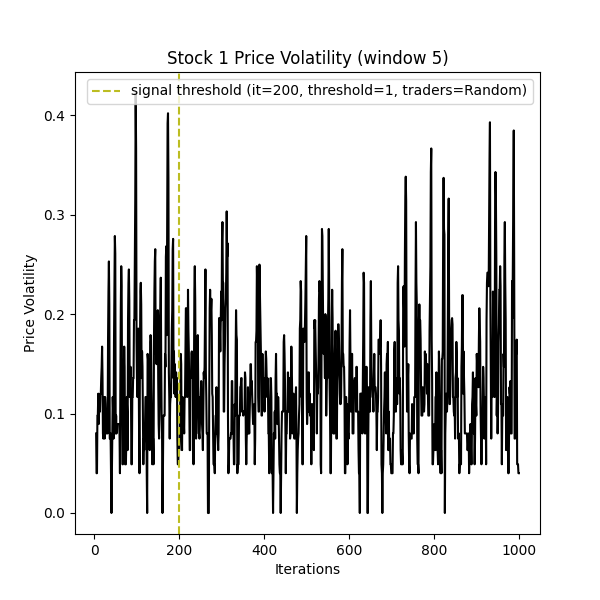 Stock 1 Price Volatility (window 5)
signal threshold (it=200, threshold=1, traders=Random)
0.4
0.3
0.2
0.1
0.0
Price Volatility
0 200 400 600 800 1000
Iterations